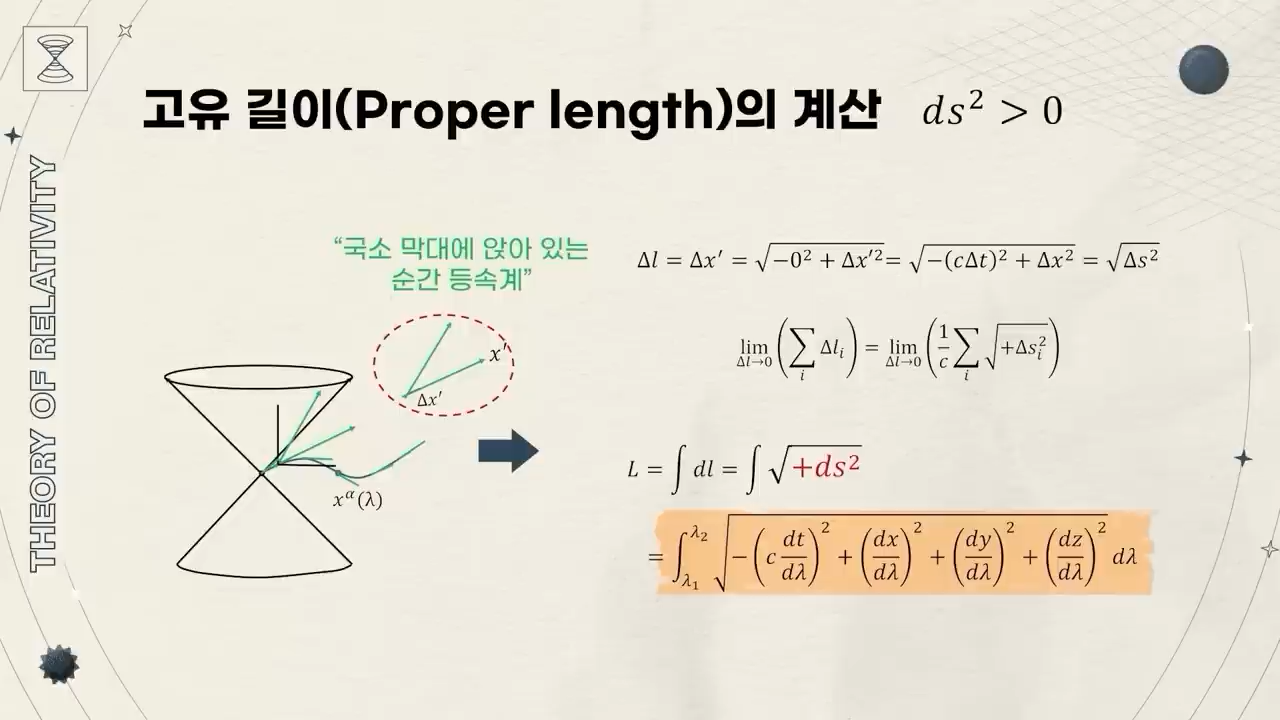 THEORY OF RELATIVITY
고유 길이(Proper length)의 계산 ds² > 0
“국소 막대에 앉아 있는
순간 등속계”
x′
Δx′
x^α(λ)
Δl = Δx′ = √(−0² + Δx′²) = √(−(cΔt)² + Δx²) = √(Δs²)
lim_{Δl→0} (∑_i Δl_i) = lim_{Δl→0} (1/c ∑_i √(+Δs_i²))
L = ∫ dl = ∫ √(+ds²)
= ∫_{λ₁}^{λ₂} √(−(c dt/dλ)² + (dx/dλ)² + (dy/dλ)² + (dz/dλ)²) dλ